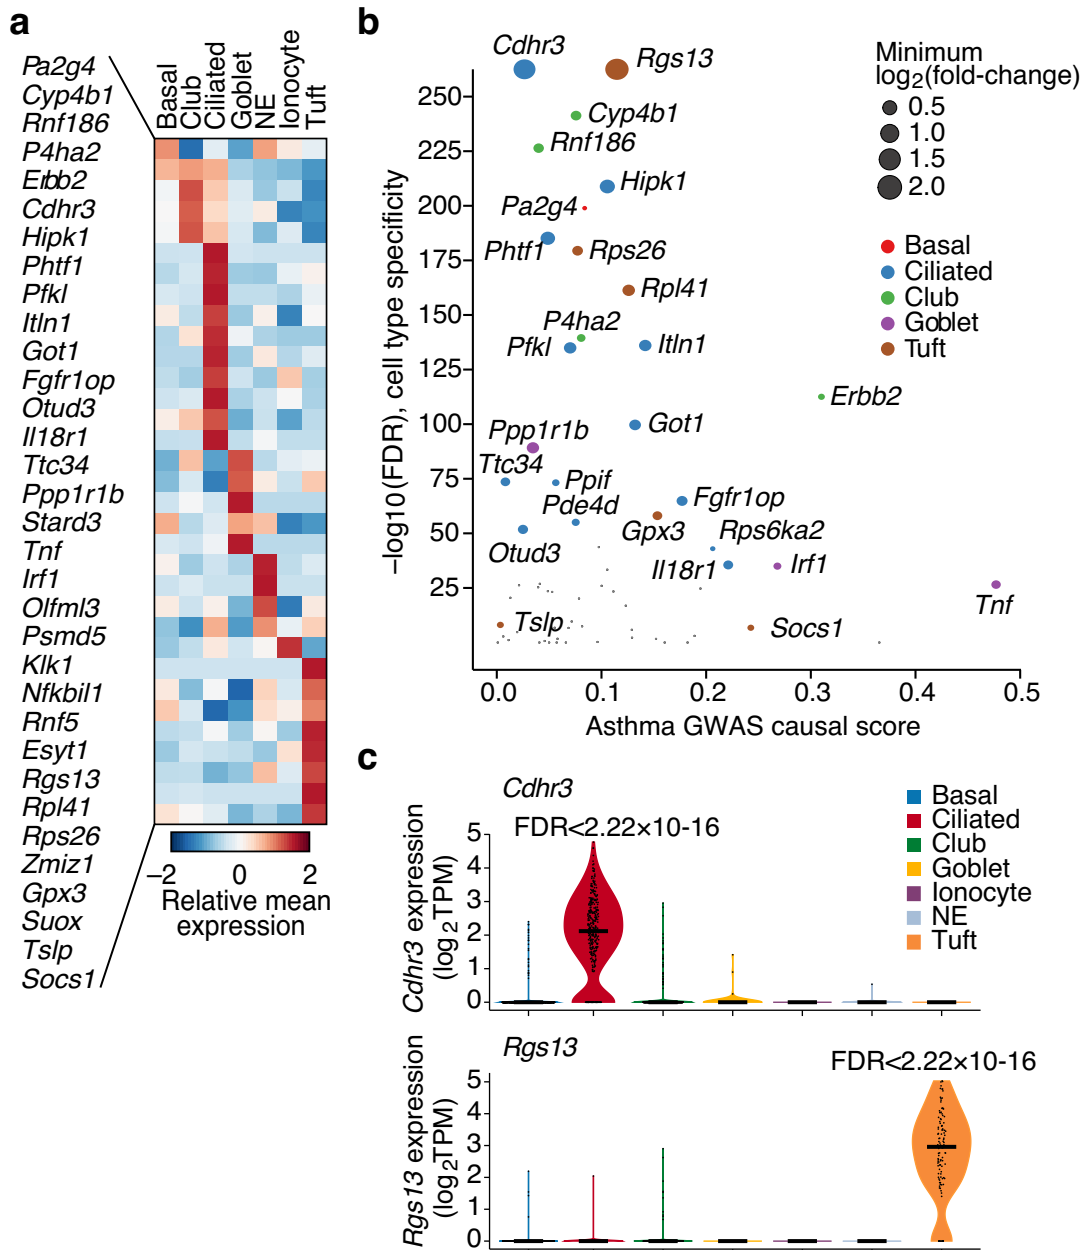 a
Pa2g4
Cyp4b1
Rnf186
P4ha2
Erbb2
Cdhr3
Hipk1
Phtf1
Pfkl
Itln1
Got1
Fgfr1op
Otud3
Il18r1
Ttc34
Ppp1r1b
Stard3
Tnf
Irf1
Olfml3
Psmd5
Klk1
Nfkbil1
Rnf5
Esyt1
Rgs13
Rpl41
Rps26
Zmiz1
Gpx3
Suox
Tslp
Socs1
Basal
Club
Ciliated
Goblet
NE
Ionocyte
Tuft
−2 0 2
Relative mean
expression
b
−log10(FDR), cell type specificity
250
225
200
175
150
125
100
75
50
25
Cdhr3
Rgs13
Cyp4b1
Rnf186
Hipk1
Pa2g4
Phtf1
Rps26
Rpl41
P4ha2
Pfkl
Itln1
Erbb2
Got1
Ppp1r1b
Ttc34
Ppif
Pde4d
Fgfr1op
Gpx3
Rps6ka2
Otud3
Il18r1
Irf1
Tnf
Tslp
Socs1
0.0 0.1 0.2 0.3 0.4 0.5
Asthma GWAS causal score
Minimum
log2(fold-change)
0.5
1.0
1.5
2.0
Basal
Ciliated
Club
Goblet
Tuft
c
Cdhr3
FDR<2.22×10-16
Cdhr3 expression
(log2TPM)
5
4
3
2
1
0
Basal
Ciliated
Club
Goblet
Ionocyte
NE
Tuft
Rgs13
FDR<2.22×10-16
Rgs13 expression
(log2TPM)
5
4
3
2
1
0